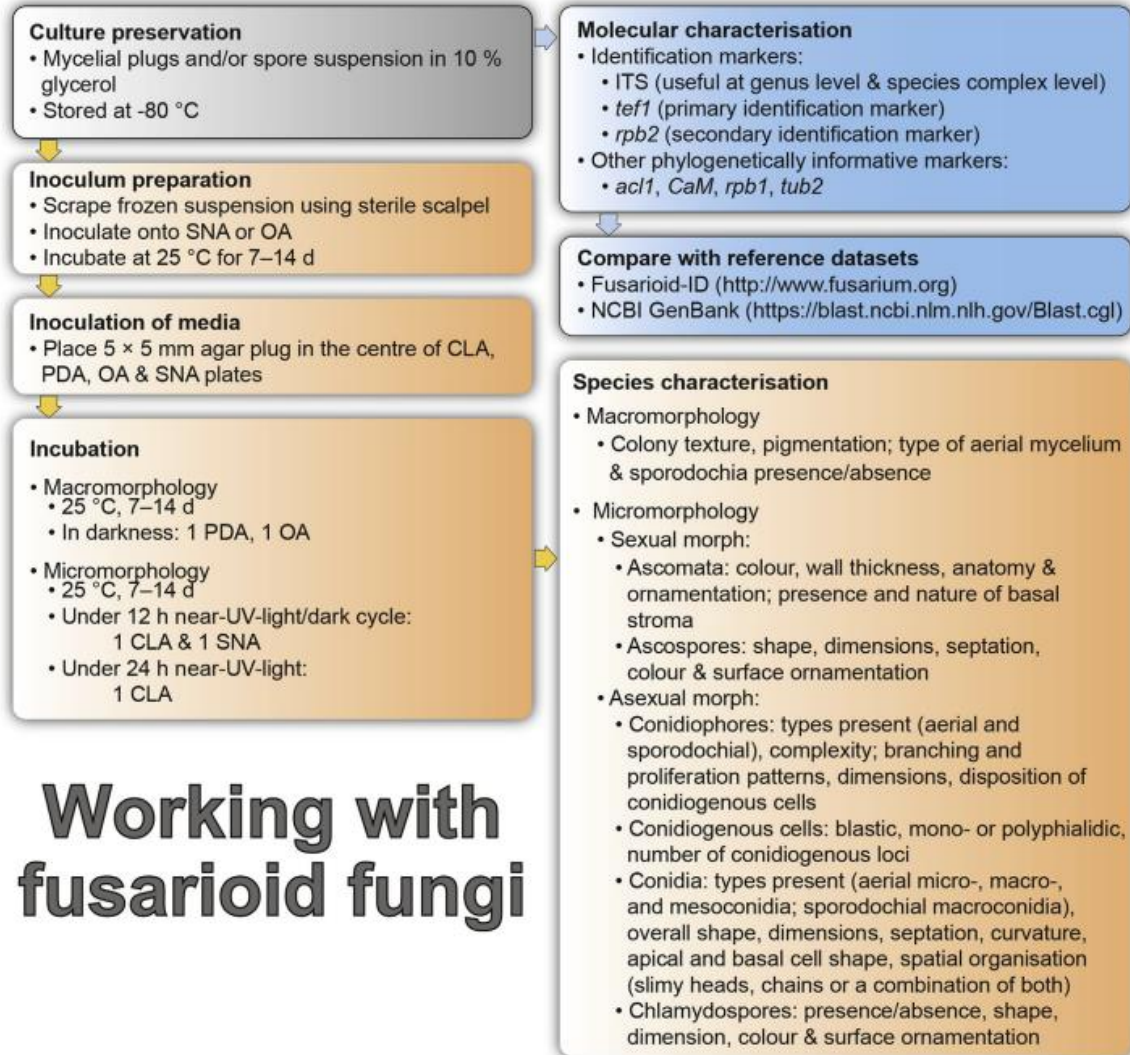 Culture preservation
• Mycelial plugs and/or spore suspension in 10 %
glycerol
• Stored at -80 °C
Inoculum preparation
• Scrape frozen suspension using sterile scalpel
• Inoculate onto SNA or OA
• Incubate at 25 °C for 7–14 d
Inoculation of media
• Place 5 × 5 mm agar plug in the centre of CLA,
PDA, OA & SNA plates
Incubation
• Macromorphology
• 25 °C, 7–14 d
• In darkness: 1 PDA, 1 OA
• Micromorphology
• 25 °C, 7–14 d
• Under 12 h near-UV-light/dark cycle:
1 CLA & 1 SNA
• Under 24 h near-UV-light:
1 CLA
Working with
fusarioid fungi
Molecular characterisation
• Identification markers:
• ITS (useful at genus level & species complex level)
• tef1 (primary identification marker)
• rpb2 (secondary identification marker)
• Other phylogenetically informative markers:
• acl1, CaM, rpb1, tub2
Compare with reference datasets
• Fusarioid-ID (http://www.fusarium.org)
• NCBI GenBank (https://blast.ncbi.nlm.nlh.gov/Blast.cgl)
Species characterisation
• Macromorphology
• Colony texture, pigmentation; type of aerial mycelium
& sporodochia presence/absence
• Micromorphology
• Sexual morph:
• Ascomata: colour, wall thickness, anatomy &
ornamentation; presence and nature of basal
stroma
• Ascospores: shape, dimensions, septation,
colour & surface ornamentation
• Asexual morph:
• Conidiophores: types present (aerial and
sporodochial), complexity; branching and
proliferation patterns, dimensions, disposition of
conidiogenous cells
• Conidiogenous cells: blastic, mono- or polyphialidic,
number of conidiogenous loci
• Conidia: types present (aerial micro-, macro-,
and mesoconidia; sporodochial macroconidia),
overall shape, dimensions, septation, curvature,
apical and basal cell shape, spatial organisation
(slimy heads, chains or a combination of both)
• Chlamydospores: presence/absence, shape,
dimension, colour & surface ornamentation